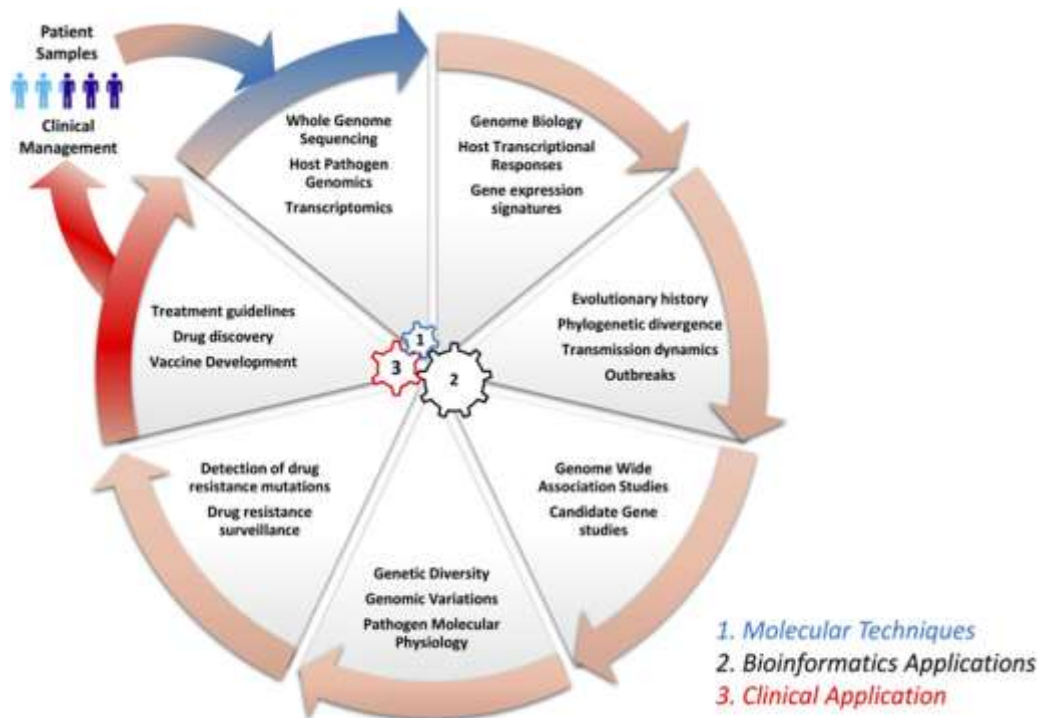 Patient
Samples
Clinical
Management
Whole Genome
Sequencing
Host Pathogen
Genomics
Transcriptomics
Genome Biology
Host Transcriptional
Responses
Gene expression
signatures
Evolutionary history
Phylogenetic divergence
Transmission dynamics
Outbreaks
Genome Wide
Association Studies
Candidate Gene
studies
Genetic Diversity
Genomic Variations
Pathogen Molecular
Physiology
Detection of drug
resistance mutations
Drug resistance
surveillance
Treatment guidelines
Drug discovery
Vaccine Development
1
2
3
1. Molecular Techniques
2. Bioinformatics Applications
3. Clinical Application